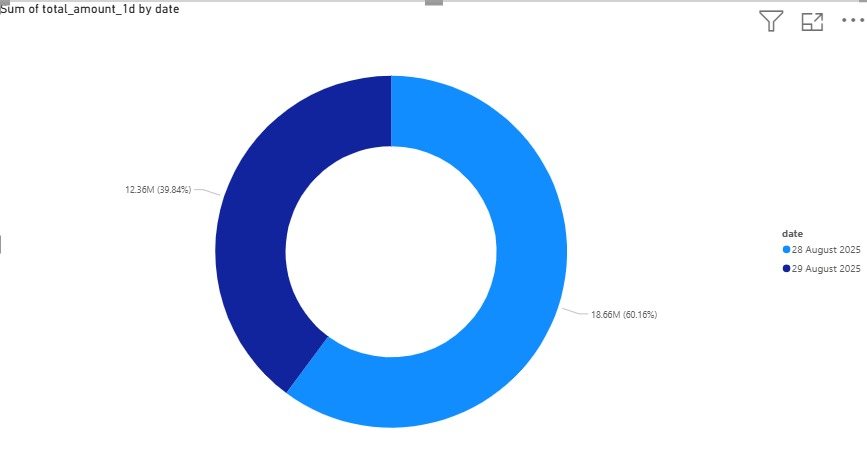 Sum of total_amount_1d by date
12.36M (39.84%)
date
28 August 2025
29 August 2025
18.66M (60.16%)